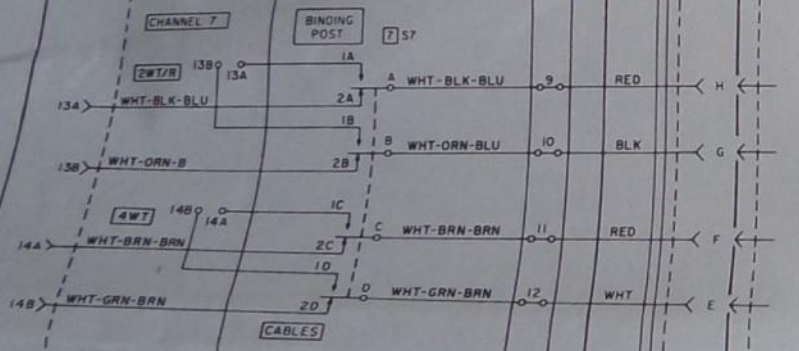 CHANNEL 7
BINDING
POST
7 S7
2WT/R 13B 13A 1A
A WHT-BLK-BLU 9 RED H
13A WHT-BLK-BLU 2A
1B
B WHT-ORN-BLU 10 BLK G
13B WHT-ORN-B 2B
4WT 14B 14A 1C
C WHT-BRN-BRN 11 RED F
14A WHT-BRN-BRN 2C
1D
D WHT-GRN-BRN 12 WHT E
14B WHT-GRN-BRN 2D
CABLES